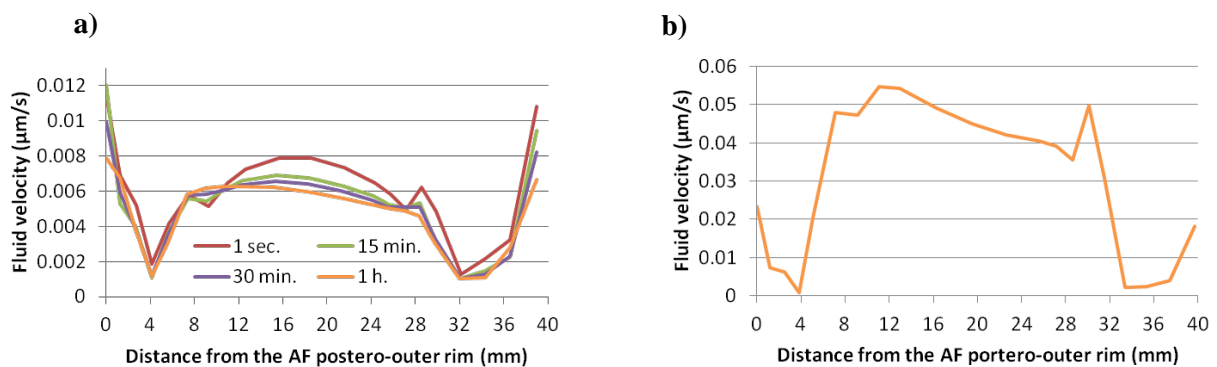 a)
Fluid velocity (µm/s)
0.012
0.01
0.008
0.006
0.004
0.002
0
1 sec.
15 min.
30 min.
1 h.
0 4 8 12 16 20 24 28 32 36 40
Distance from the AF postero-outer rim (mm)
b)
Fluid velocity (µm/s)
0.06
0.05
0.04
0.03
0.02
0.01
0
0 4 8 12 16 20 24 28 32 36 40
Distance from the AF portero-outer rim (mm)